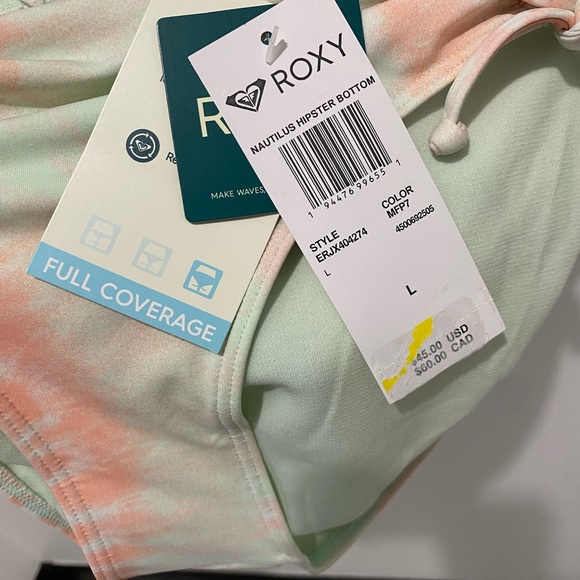 ROXY
NAUTILUS HIPSTER BOTTOM
1 94476 99655 1
STYLE
ERJX404274
L
COLOR
MFP7
4500692505
L
$45.00 USD
$60.00 CAD
R
MAKE WAVES,
Re
FULL COVERAGE